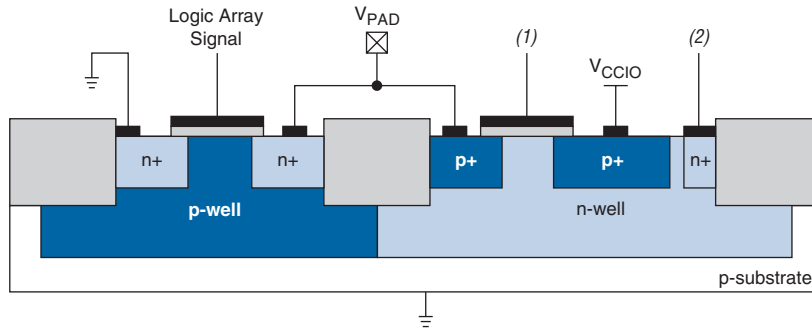 Logic Array
Signal
VPAD
(1)
(2)
VCCIO
n+
n+
p+
p+
n+
p-well
n-well
p-substrate